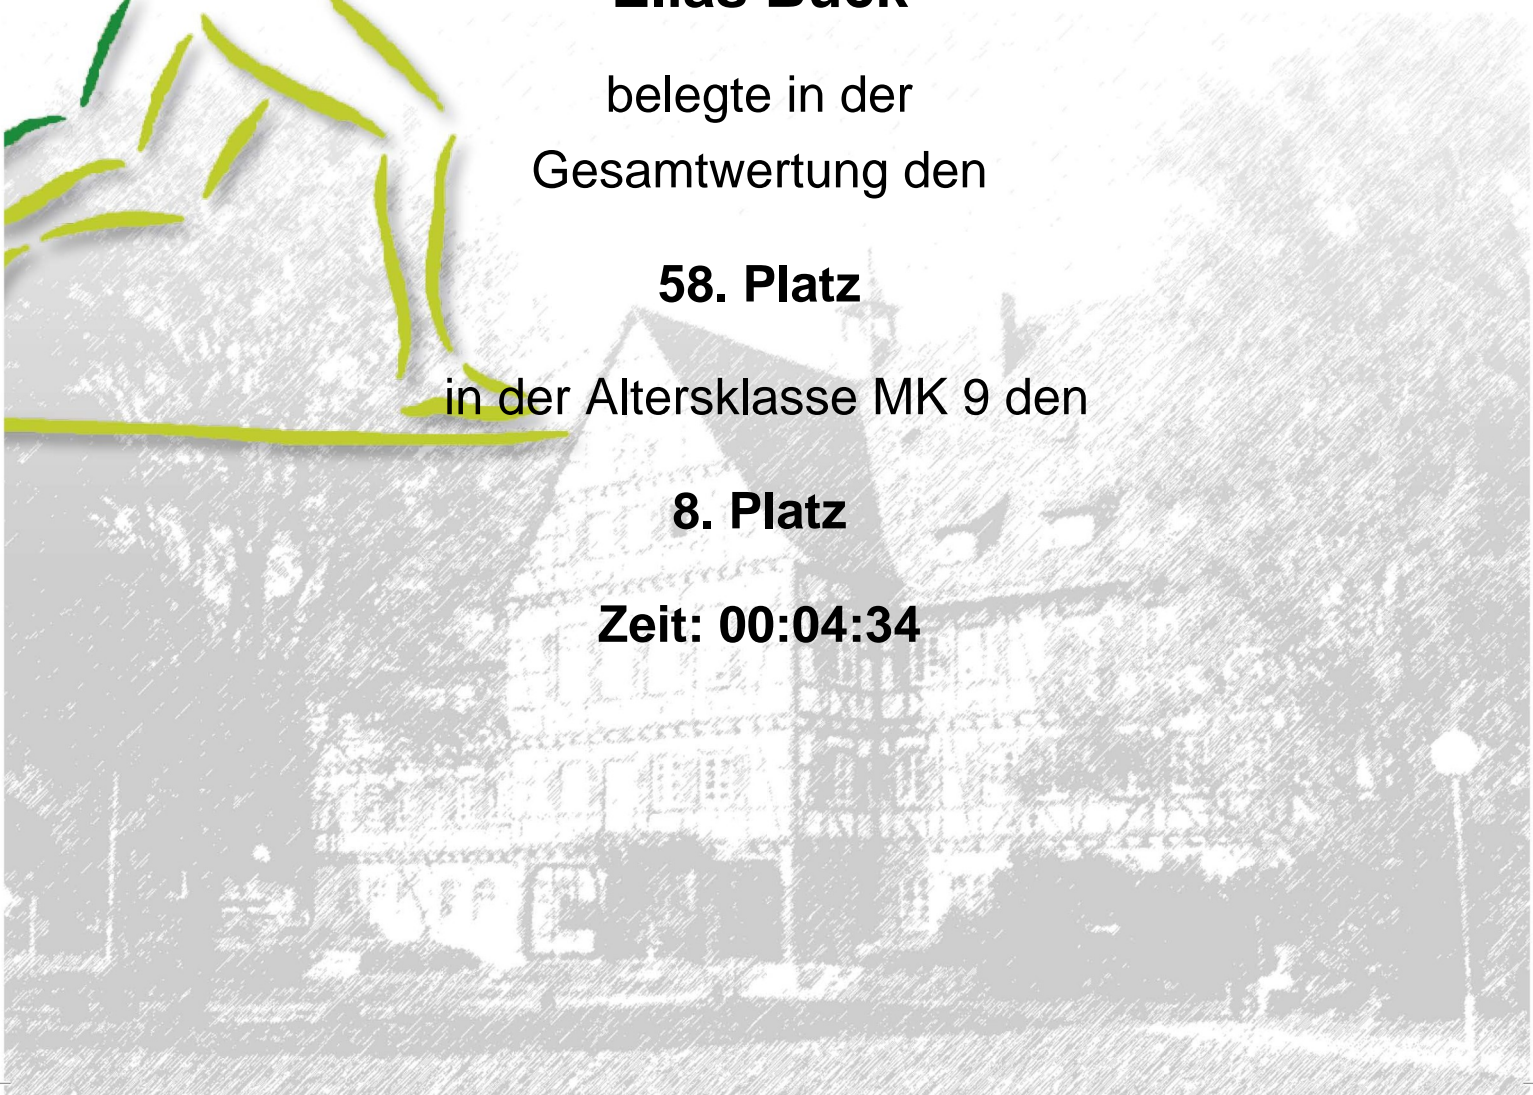 Elias
belegte in der
Gesamtwertung den
58. Platz
in der Altersklasse MK 9 den
8. Platz
Zeit: 00:04:34